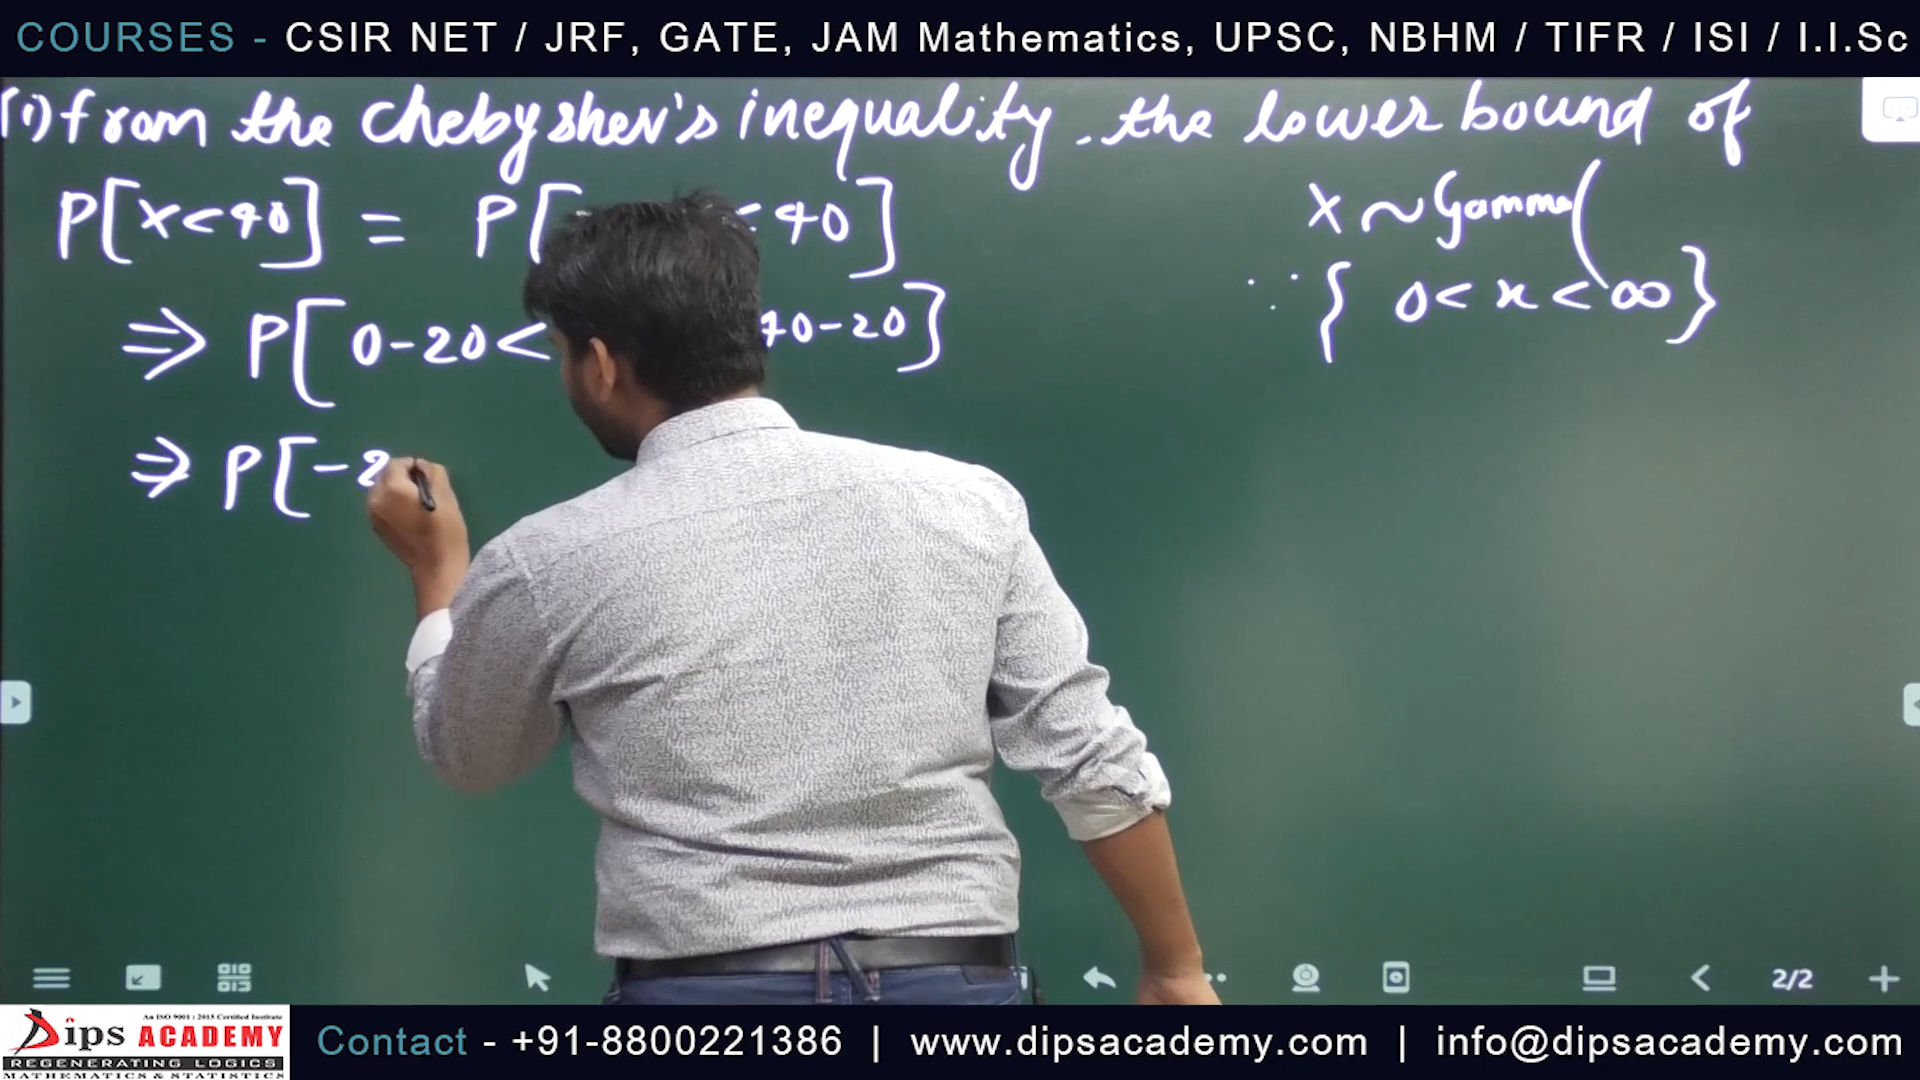 COURSES - CSIR NET / JRF, GATE, JAM Mathematics, UPSC, NBHM / TIFR / ISI / I.I.Sc
(i) from the chebyshev's inequality. the lower bound of
P[x<40] = P[ <40]
X ~ Gamma(
⇒ P[0-20< 40-20]
∵ { 0<x<∞ }
⇒ P[-2
2/2
Dips ACADEMY
An ISO 9001 : 2015 Certified Institute
REGENERATING LOGICS
MATHEMATICS & STATISTICS
Contact - +91-8800221386 | www.dipsacademy.com | info@dipsacademy.com